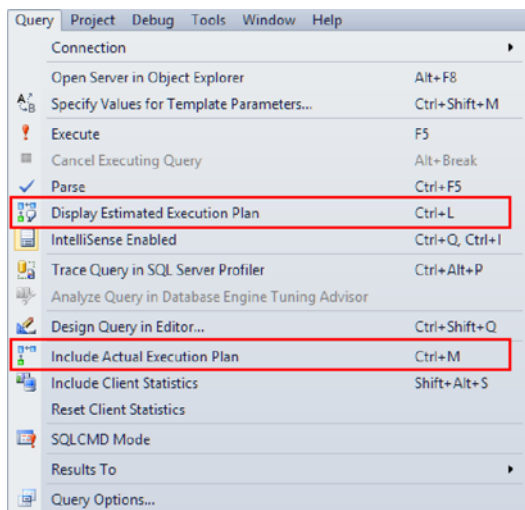 Query Project Debug Tools Window Help
Connection
Open Server in Object Explorer Alt+F8
Specify Values for Template Parameters... Ctrl+Shift+M
Execute F5
Cancel Executing Query Alt+Break
Parse Ctrl+F5
Display Estimated Execution Plan Ctrl+L
IntelliSense Enabled Ctrl+Q, Ctrl+I
Trace Query in SQL Server Profiler Ctrl+Alt+P
Analyze Query in Database Engine Tuning Advisor
Design Query in Editor... Ctrl+Shift+Q
Include Actual Execution Plan Ctrl+M
Include Client Statistics Shift+Alt+S
Reset Client Statistics
SQLCMD Mode
Results To
Query Options...